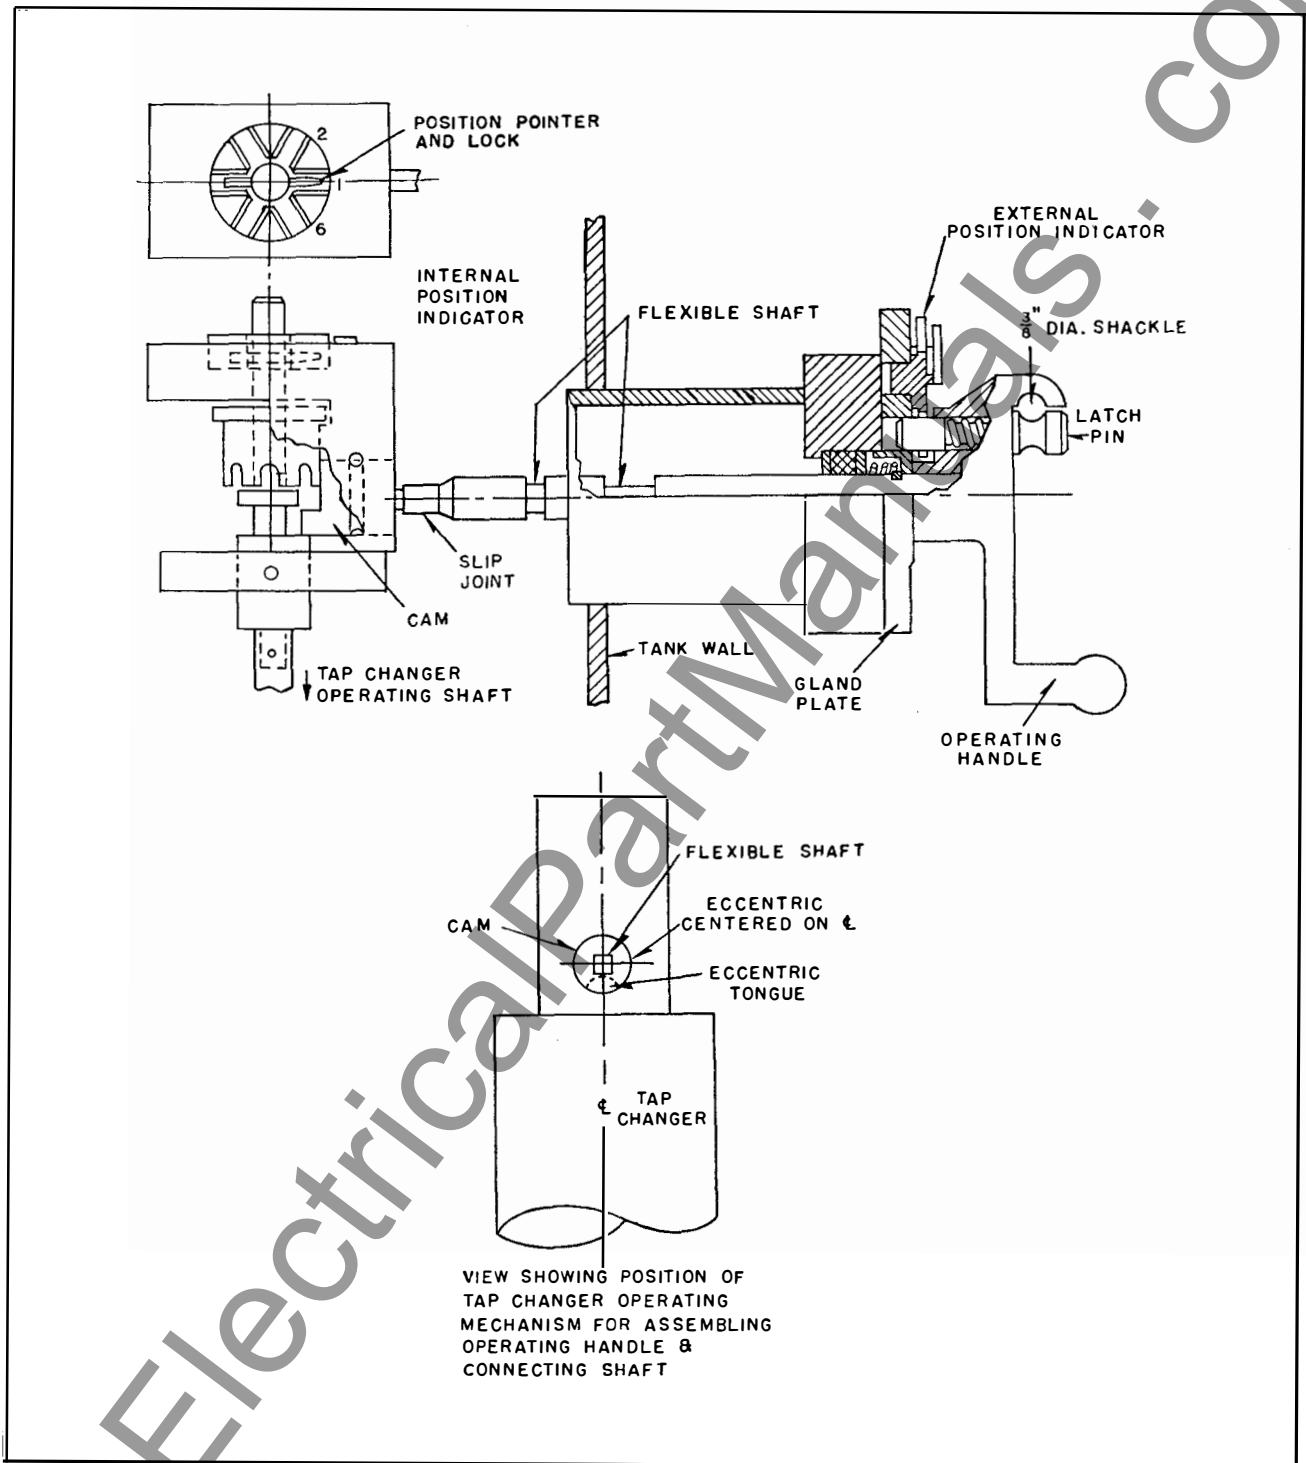 2
POSITION POINTER
AND LOCK
1
6
INTERNAL
POSITION
INDICATOR
FLEXIBLE SHAFT
EXTERNAL
POSITION INDICATOR
3/8" DIA. SHACKLE
LATCH
PIN
SLIP
JOINT
CAM
TAP CHANGER
OPERATING SHAFT
TANK WALL
GLAND
PLATE
OPERATING
HANDLE
FLEXIBLE SHAFT
ECCENTRIC
CENTERED ON ℄
CAM
ECCENTRIC
TONGUE
℄ TAP
CHANGER
VIEW SHOWING POSITION OF
TAP CHANGER OPERATING
MECHANISM FOR ASSEMBLING
OPERATING HANDLE &
CONNECTING SHAFT
ElectricalPartManuals . com